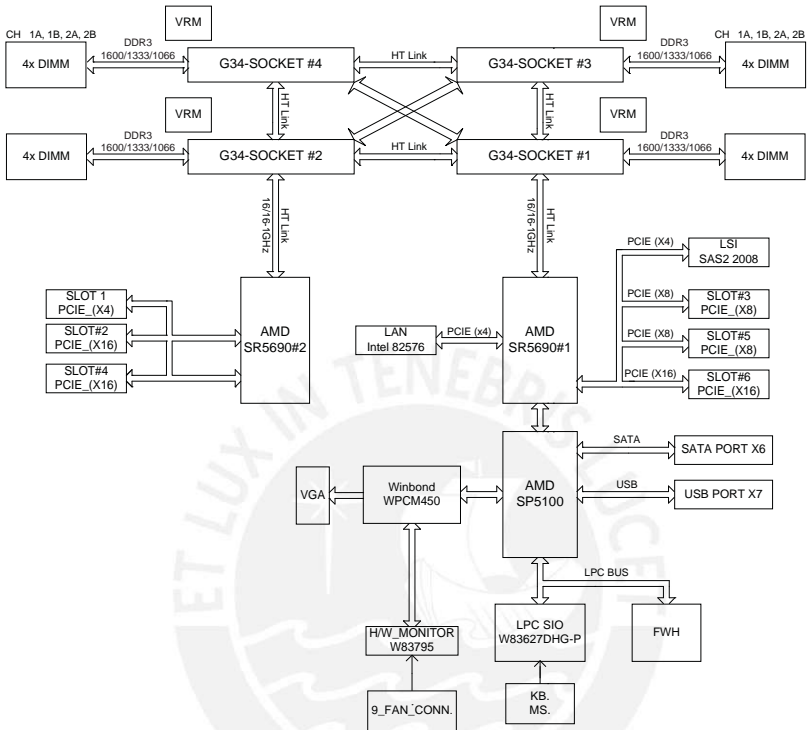 VRM
VRM
CH 1A, 1B, 2A, 2B
CH 1A, 1B, 2A, 2B
4x DIMM
DDR3
1600/1333/1066
G34-SOCKET #4
HT Link
G34-SOCKET #3
DDR3
1600/1333/1066
4x DIMM
HT Link
HT Link
VRM
VRM
4x DIMM
DDR3
1600/1333/1066
G34-SOCKET #2
HT Link
G34-SOCKET #1
DDR3
1600/1333/1066
4x DIMM
HT Link
16/16-1GHz
HT Link
16/16-1GHz
SLOT 1
PCIE_(X4)
SLOT#2
PCIE_(X16)
SLOT#4
PCIE_(X16)
AMD
SR5690#2
LAN
Intel 82576
PCIE (x4)
AMD
SR5690#1
PCIE (X4)
LSI
SAS2 2008
PCIE (X8)
SLOT#3
PCIE_(X8)
PCIE (X8)
SLOT#5
PCIE_(X8)
PCIE (X16)
SLOT#6
PCIE_(X16)
ET LUX IN TENEBRIS LUCET
VGA
Winbond
WPCM450
AMD
SP5100
SATA
SATA PORT X6
USB
USB PORT X7
LPC BUS
H/W_MONITOR
W83795
LPC SIO
W83627DHG-P
FWH
9_FAN_CONN.
KB.
MS.